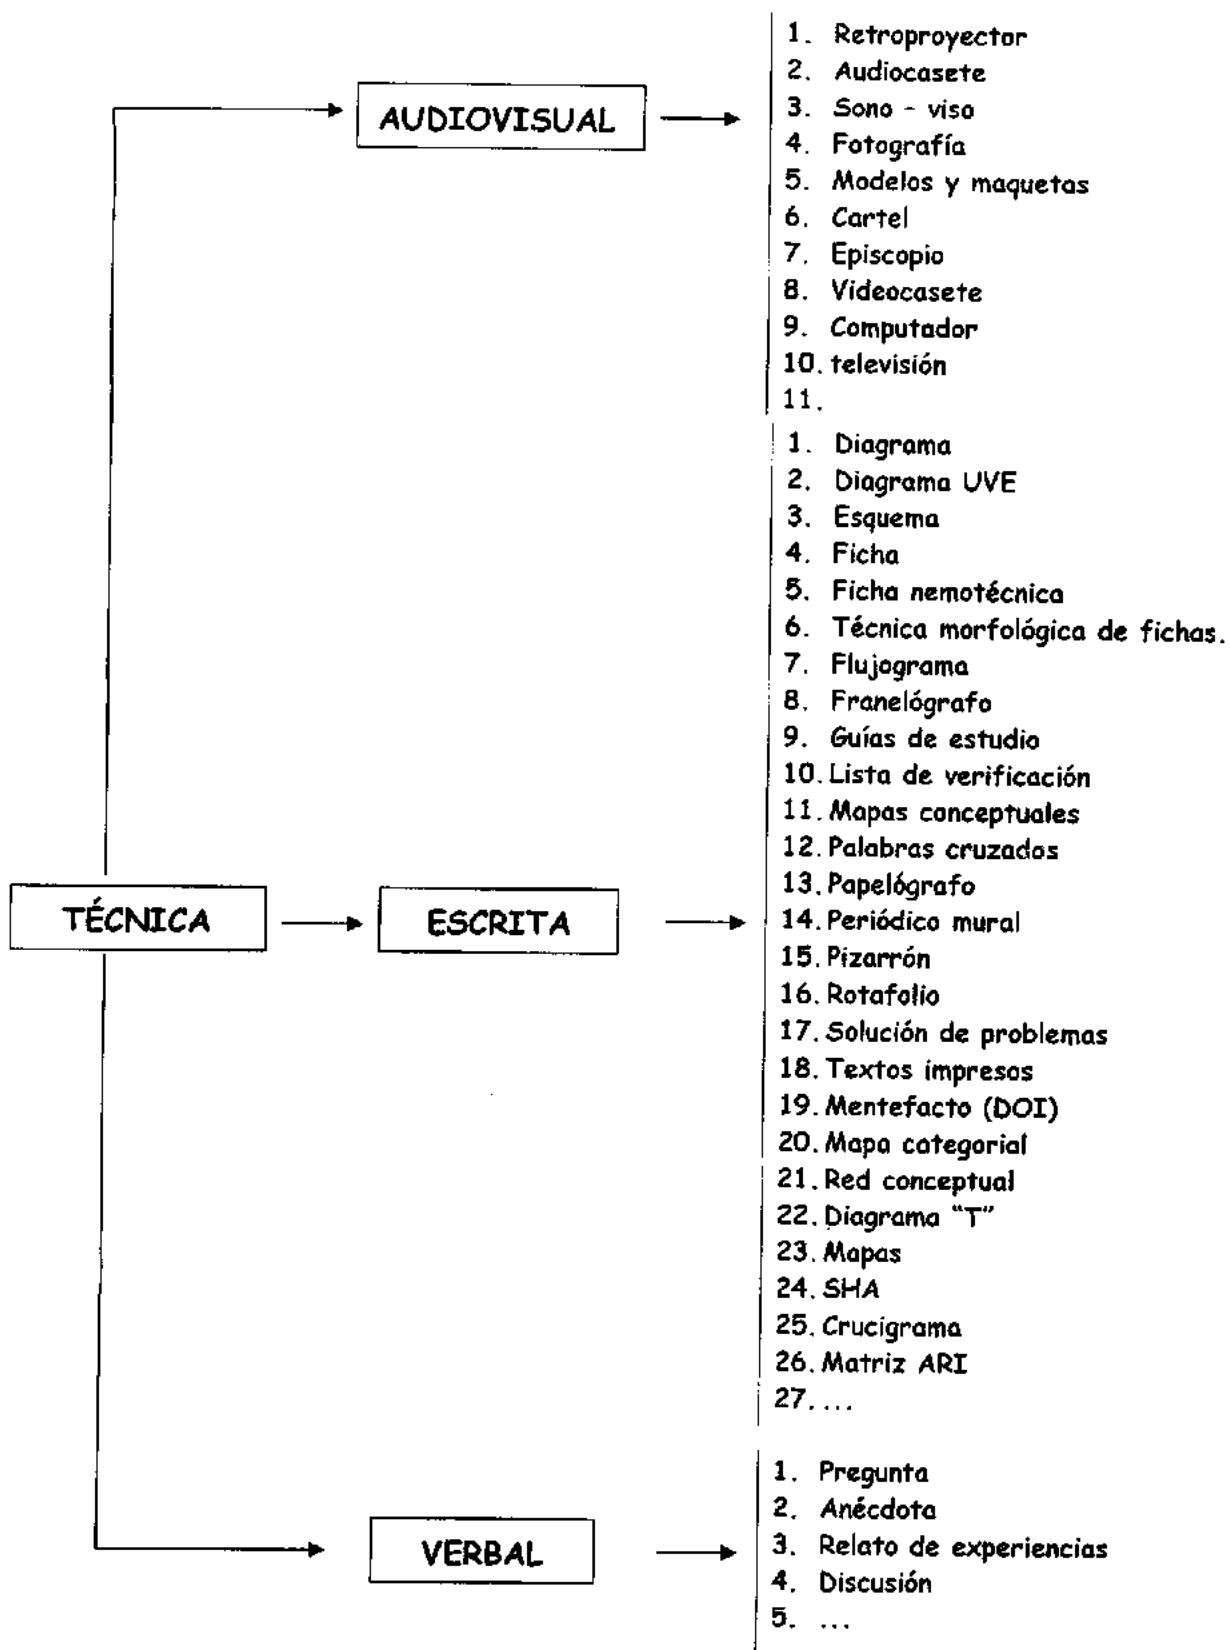 AUDIOVISUAL
1. Retroproyector
2. Audiocasete
3. Sono - viso
4. Fotografía
5. Modelos y maquetas
6. Cartel
7. Episcopio
8. Videocasete
9. Computador
10. televisión
11.
TÉCNICA
ESCRITA
1. Diagrama
2. Diagrama UVE
3. Esquema
4. Ficha
5. Ficha nemotécnica
6. Técnica morfológica de fichas.
7. Flujograma
8. Franelógrafo
9. Guías de estudio
10. Lista de verificación
11. Mapas conceptuales
12. Palabras cruzadas
13. Papelógrafo
14. Periódico mural
15. Pizarrón
16. Rotafolio
17. Solución de problemas
18. Textos impresos
19. Mentefacto (DOI)
20. Mapa categorial
21. Red conceptual
22. Diagrama "T"
23. Mapas
24. SHA
25. Crucigrama
26. Matriz ARI
27. ...
VERBAL
1. Pregunta
2. Anécdota
3. Relato de experiencias
4. Discusión
5. ...